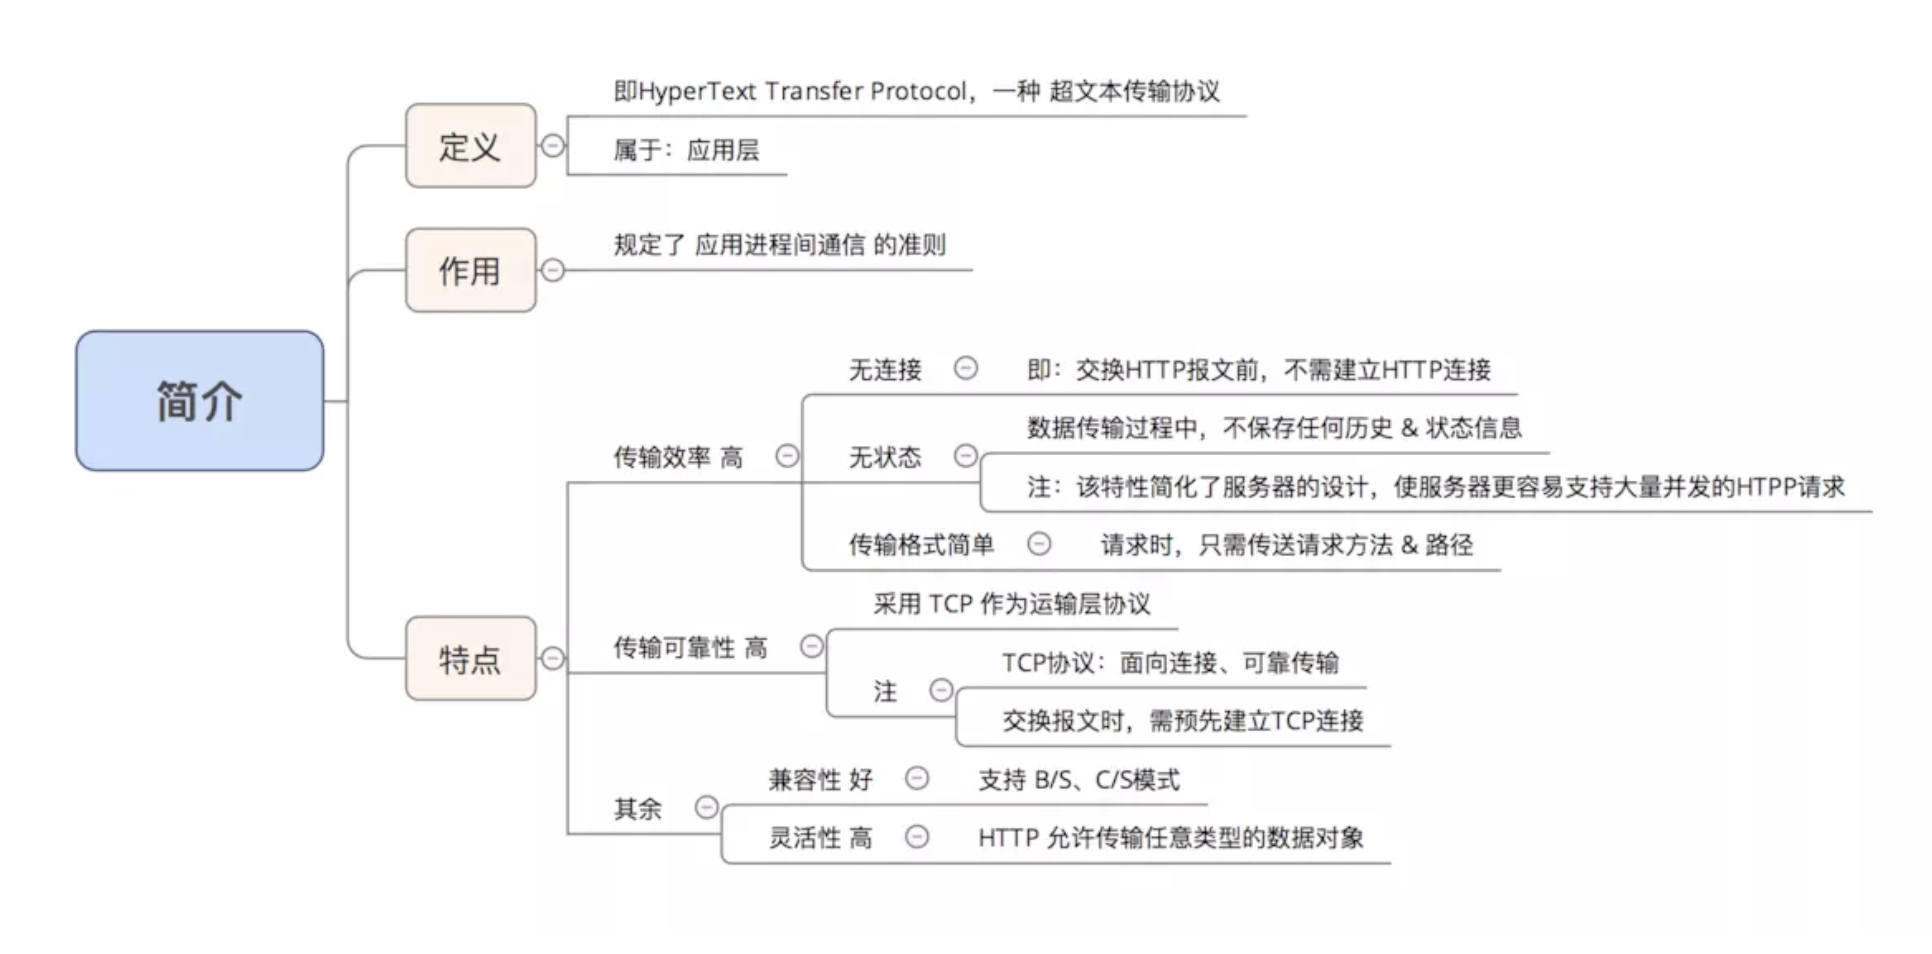 简介
定义
即HyperText Transfer Protocol，一种 超文本传输协议
属于：应用层
作用
规定了 应用进程间通信 的准则
特点
传输效率 高
无连接
即：交换HTTP报文前，不需建立HTTP连接
无状态
数据传输过程中，不保存任何历史 & 状态信息
注：该特性简化了服务器的设计，使服务器更容易支持大量并发的HTPP请求
传输格式简单
请求时，只需传送请求方法 & 路径
传输可靠性 高
采用 TCP 作为运输层协议
注
TCP协议：面向连接、可靠传输
交换报文时，需预先建立TCP连接
其余
兼容性 好
支持 B/S、C/S模式
灵活性 高
HTTP 允许传输任意类型的数据对象